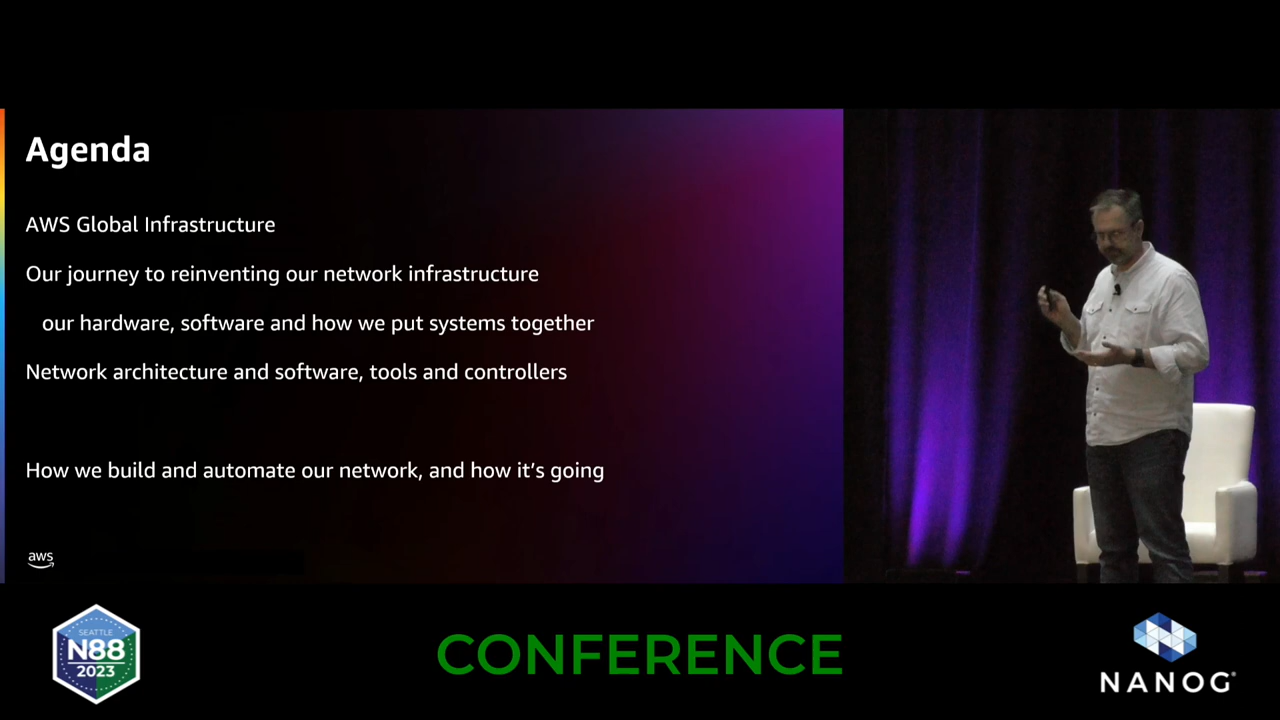 Agenda
AWS Global Infrastructure
Our journey to reinventing our network infrastructure
our hardware, software and how we put systems together
Network architecture and software, tools and controllers
How we build and automate our network, and how it’s going
aws
SEATTLE
N88
2023
CONFERENCE
NANOG®